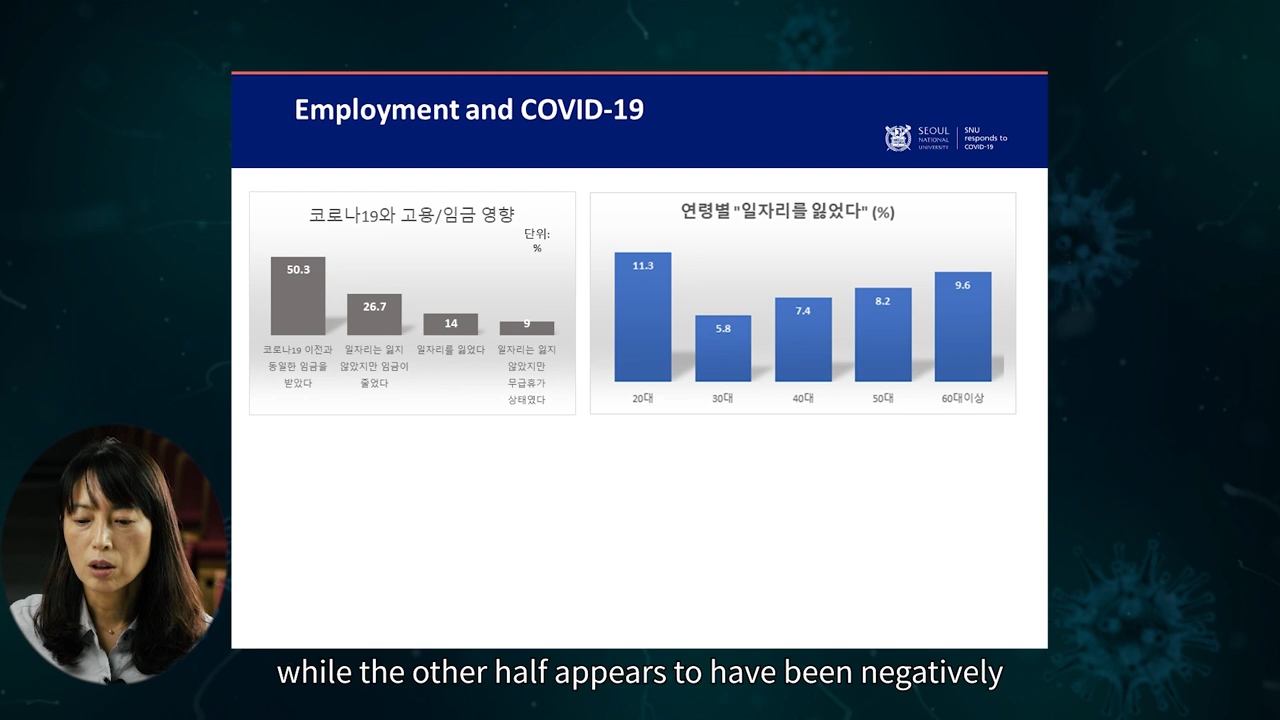 Employment and COVID-19
SEOUL
NATIONAL
UNIVERSITY
SNU
responds to
COVID-19
코로나19와 고용/임금 영향
단위:
%
50.3
26.7
14
9
코로나19 이전과
동일한 임금을
받았다
일자리는 잃지
않았지만 임금이
줄었다
일자리를 잃었다
일자리는 잃지
않았지만
무급휴가
상태였다
연령별 "일자리를 잃었다" (%)
11.3
5.8
7.4
8.2
9.6
20대
30대
40대
50대
60대이상
while the other half appears to have been negatively